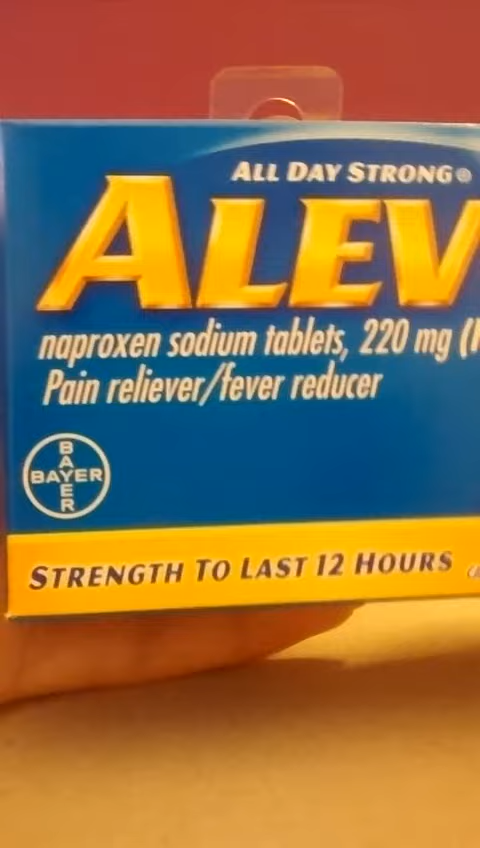 ALL DAY STRONG®
ALEV
naproxen sodium tablets, 220 mg (
Pain reliever/fever reducer
BAYER
BAYER
STRENGTH TO LAST 12 HOURS